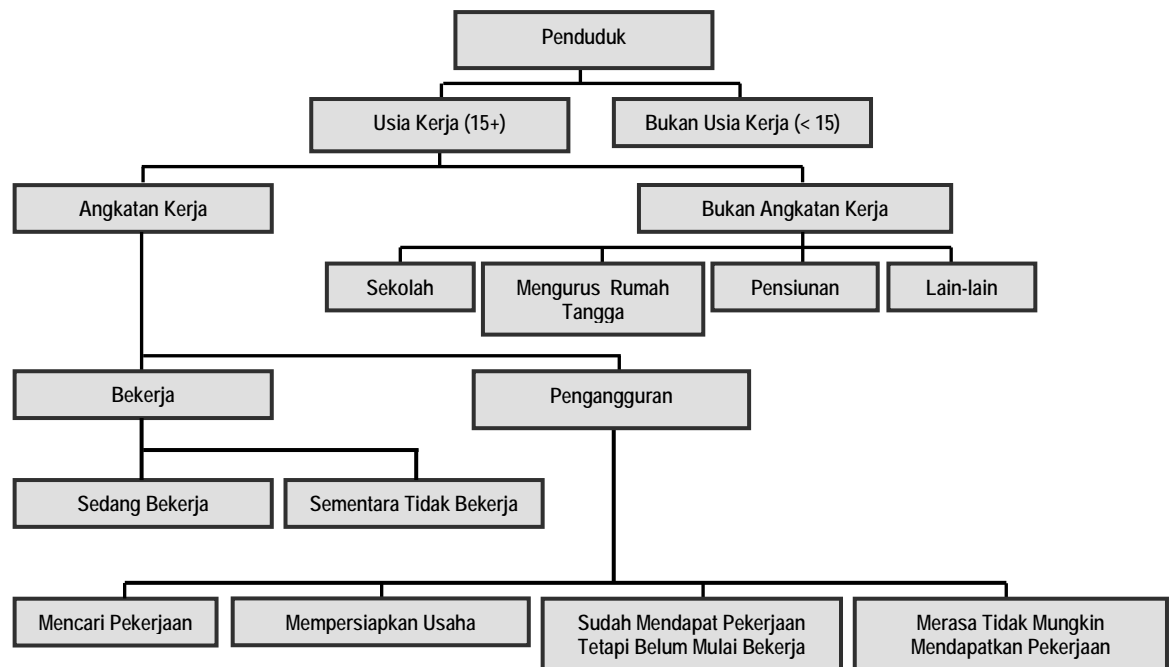 Penduduk
Usia Kerja (15+)
Bukan Usia Kerja (< 15)
Angkatan Kerja
Bukan Angkatan Kerja
Sekolah
Mengurus Rumah
Tangga
Pensiunan
Lain-lain
Bekerja
Pengangguran
Sedang Bekerja
Sementara Tidak Bekerja
Mencari Pekerjaan
Mempersiapkan Usaha
Sudah Mendapat Pekerjaan
Tetapi Belum Mulai Bekerja
Merasa Tidak Mungkin
Mendapatkan Pekerjaan